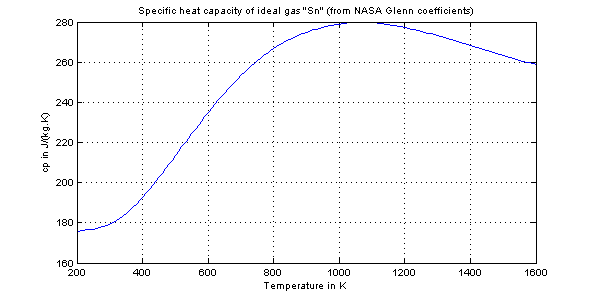 Specific heat capacity of ideal gas "Sn" (from NASA Glenn coefficients)
280
260
240
220
200
180
160
cp in J/(kg.K)
200 400 600 800 1000 1200 1400 1600
Temperature in K